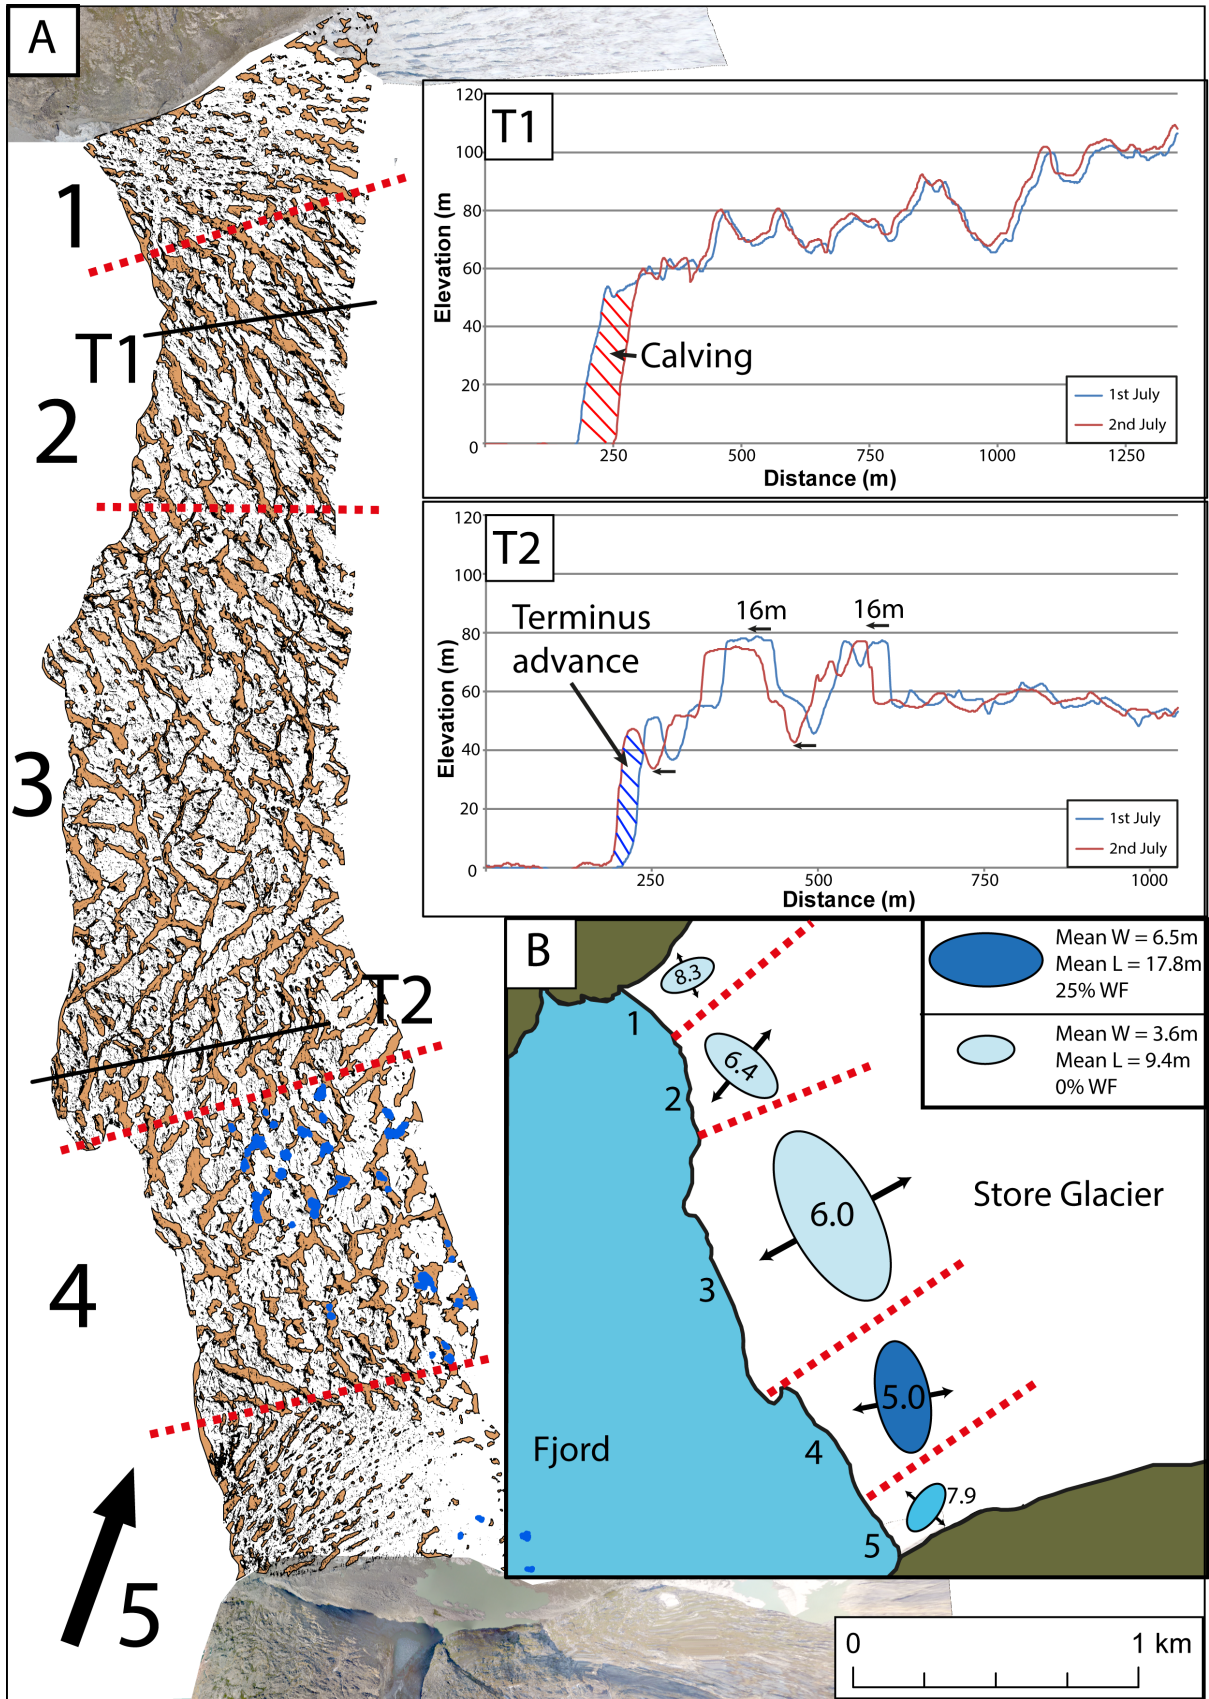 A
1
T1
2
3
T2
4
5
T1
120
100
80
60
40
20
0
Elevation (m)
Calving
1st July
2nd July
250
500
750
1000
1250
Distance (m)
T2
120
100
80
60
40
20
0
Elevation (m)
Terminus
advance
16m
16m
1st July
2nd July
250
500
750
1000
Distance (m)
B
Mean W = 6.5m
Mean L = 17.8m
25% WF
Mean W = 3.6m
Mean L = 9.4m
0% WF
8.3
1
6.4
2
6.0
Store Glacier
3
5.0
Fjord
4
7.9
5
0
1 km